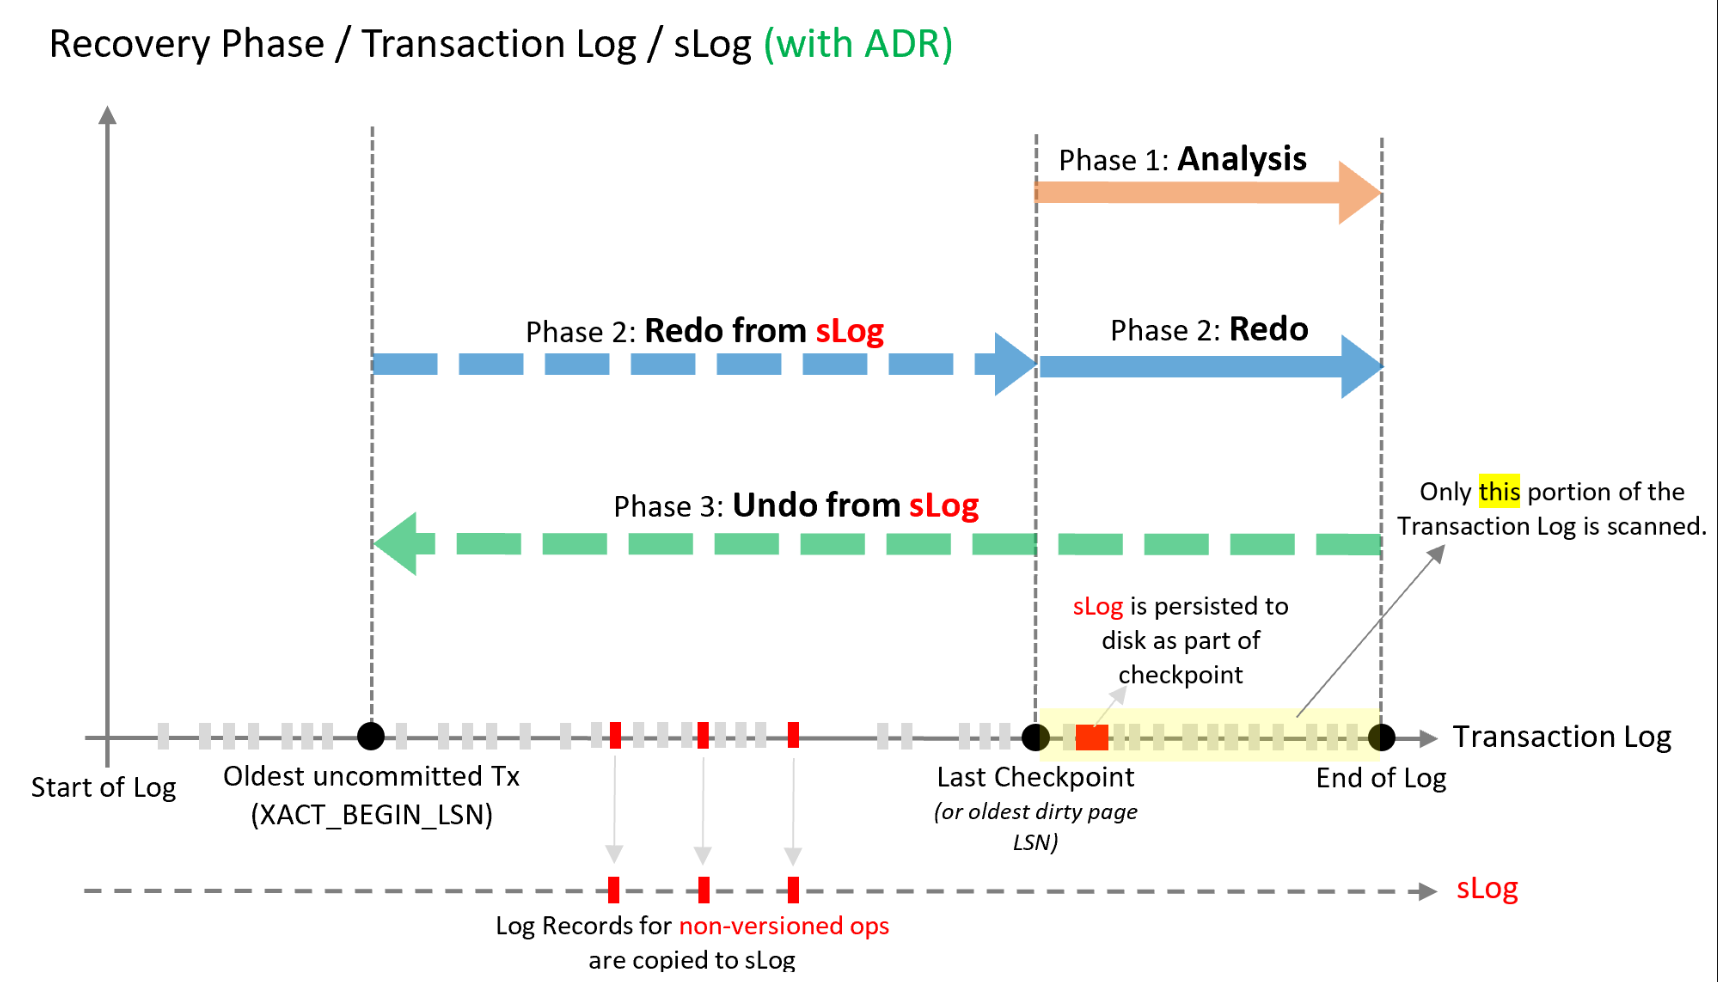 Recovery Phase / Transaction Log / sLog (with ADR)
Phase 1: Analysis
Phase 2: Redo from sLog
Phase 2: Redo
Phase 3: Undo from sLog
Only this portion of the
Transaction Log is scanned.
sLog is persisted to
disk as part of
checkpoint
Transaction Log
Start of Log
Oldest uncommitted Tx
(XACT_BEGIN_LSN)
Last Checkpoint
(or oldest dirty page
LSN)
End of Log
sLog
Log Records for non-versioned ops
are copied to sLog